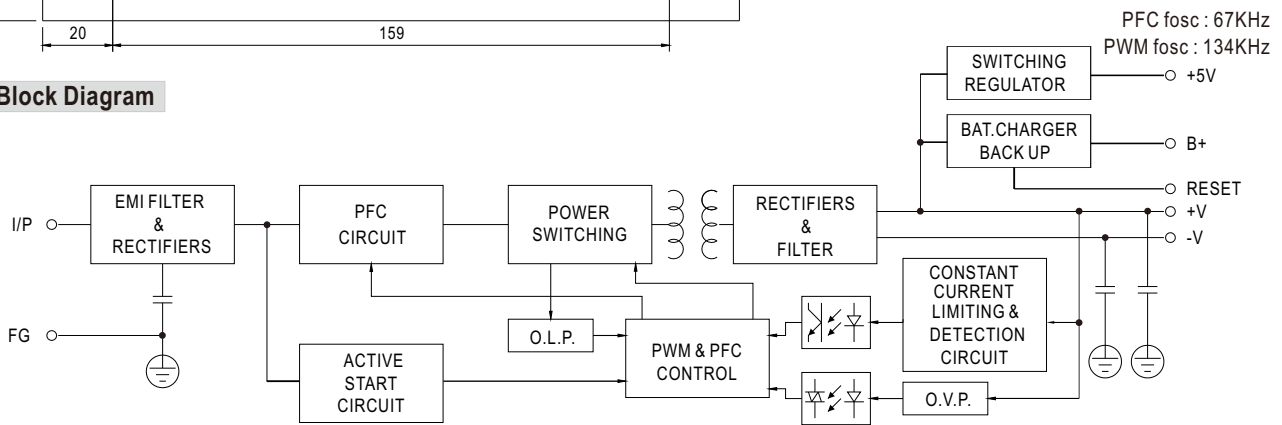 20
159
PFC fosc : 67KHz
PWM fosc : 134KHz
Block Diagram
SWITCHING
REGULATOR
+5V
BAT.CHARGER
BACK UP
B+
RESET
+V
-V
I/P
EMI FILTER
&
RECTIFIERS
PFC
CIRCUIT
POWER
SWITCHING
RECTIFIERS
&
FILTER
FG
O.L.P.
ACTIVE
START
CIRCUIT
PWM & PFC
CONTROL
CONSTANT
CURRENT
LIMITING &
DETECTION
CIRCUIT
O.V.P.